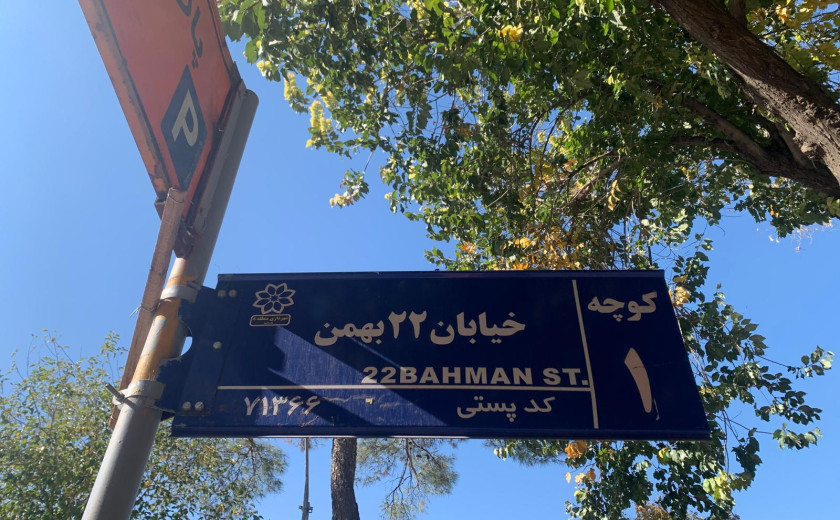 P
کوچه
۱
خیابان ۲۲ بهمن
22BAHMAN ST.
کد پستی
۷۱۳۶۶